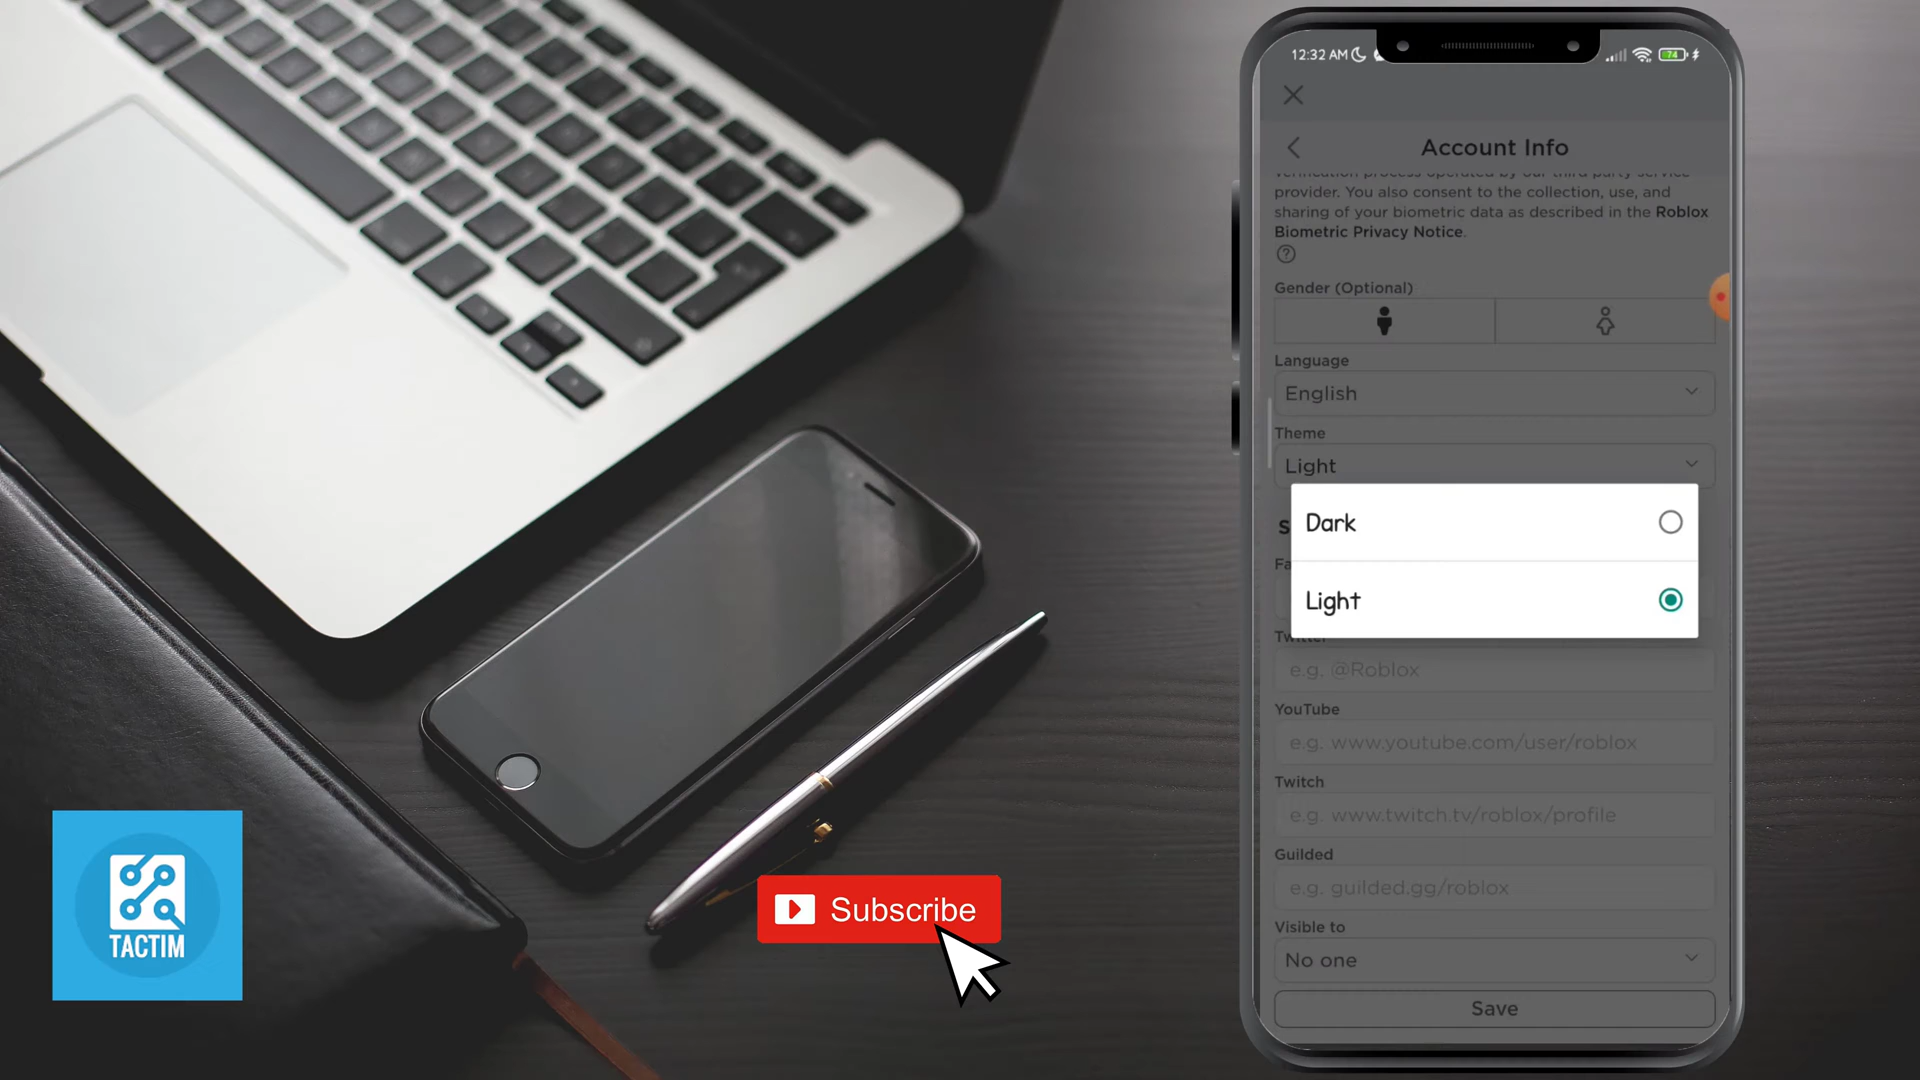 12:32 AM
74
Account Info
provider. You also consent to the collection, use, and
sharing of your biometric data as described in the Roblox
Biometric Privacy Notice.
Gender (Optional)
Language
English
Theme
Light
Dark
Light
e.g. @Roblox
YouTube
e.g. www.youtube.com/user/roblox
Twitch
e.g. www.twitch.tv/roblox/profile
Guilded
e.g. guilded.gg/roblox
Visible to
No one
Save
TACTIM
Subscribe